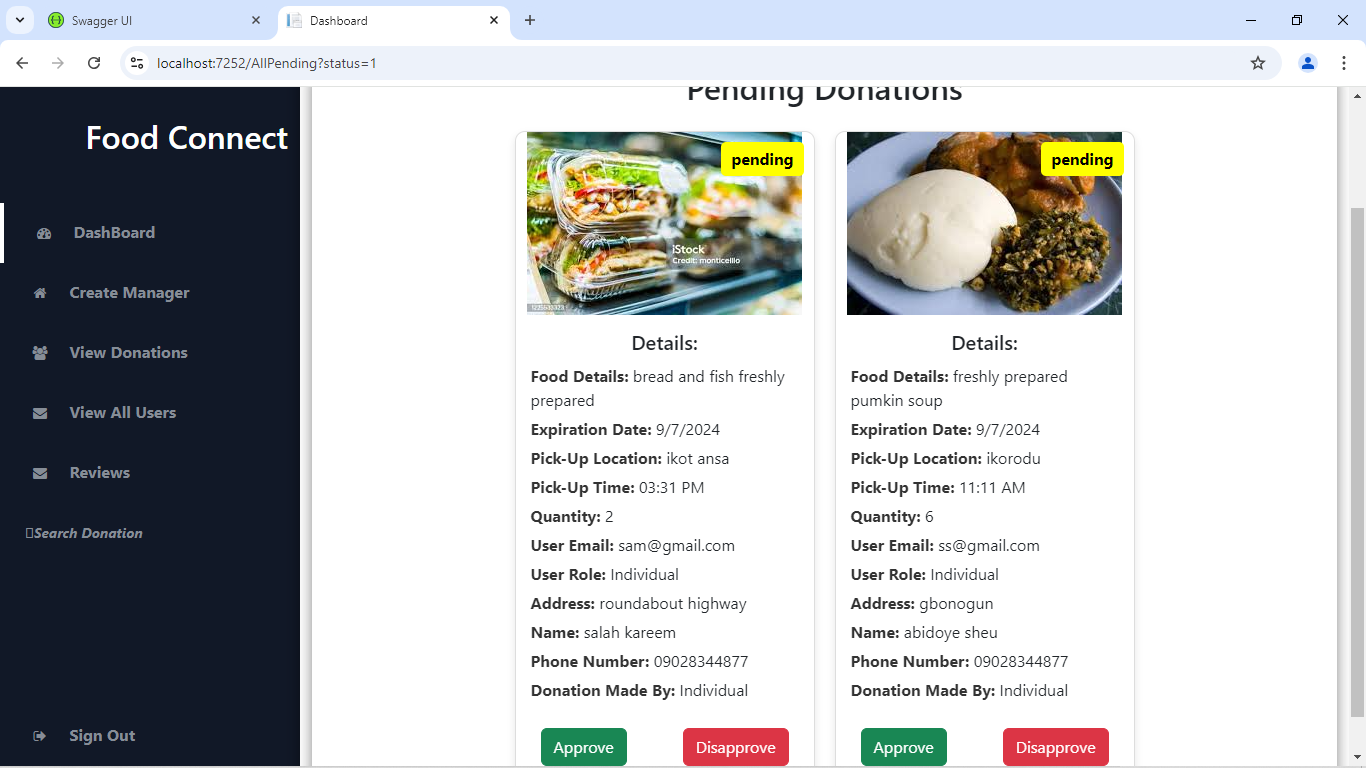 Swagger UI
Dashboard
localhost:7252/AllPending?status=1
Food Connect
DashBoard
Create Manager
View Donations
View All Users
Reviews
Search Donation
Sign Out
Pending Donations
pending
iStock
Credit: monticelllo
Details:
Food Details: bread and fish freshly
prepared
Expiration Date: 9/7/2024
Pick-Up Location: ikot ansa
Pick-Up Time: 03:31 PM
Quantity: 2
User Email: sam@gmail.com
User Role: Individual
Address: roundabout highway
Name: salah kareem
Phone Number: 09028344877
Donation Made By: Individual
Approve
Disapprove
pending
Details:
Food Details: freshly prepared
pumkin soup
Expiration Date: 9/7/2024
Pick-Up Location: ikorodu
Pick-Up Time: 11:11 AM
Quantity: 6
User Email: ss@gmail.com
User Role: Individual
Address: gbonogun
Name: abidoye sheu
Phone Number: 09028344877
Donation Made By: Individual
Approve
Disapprove